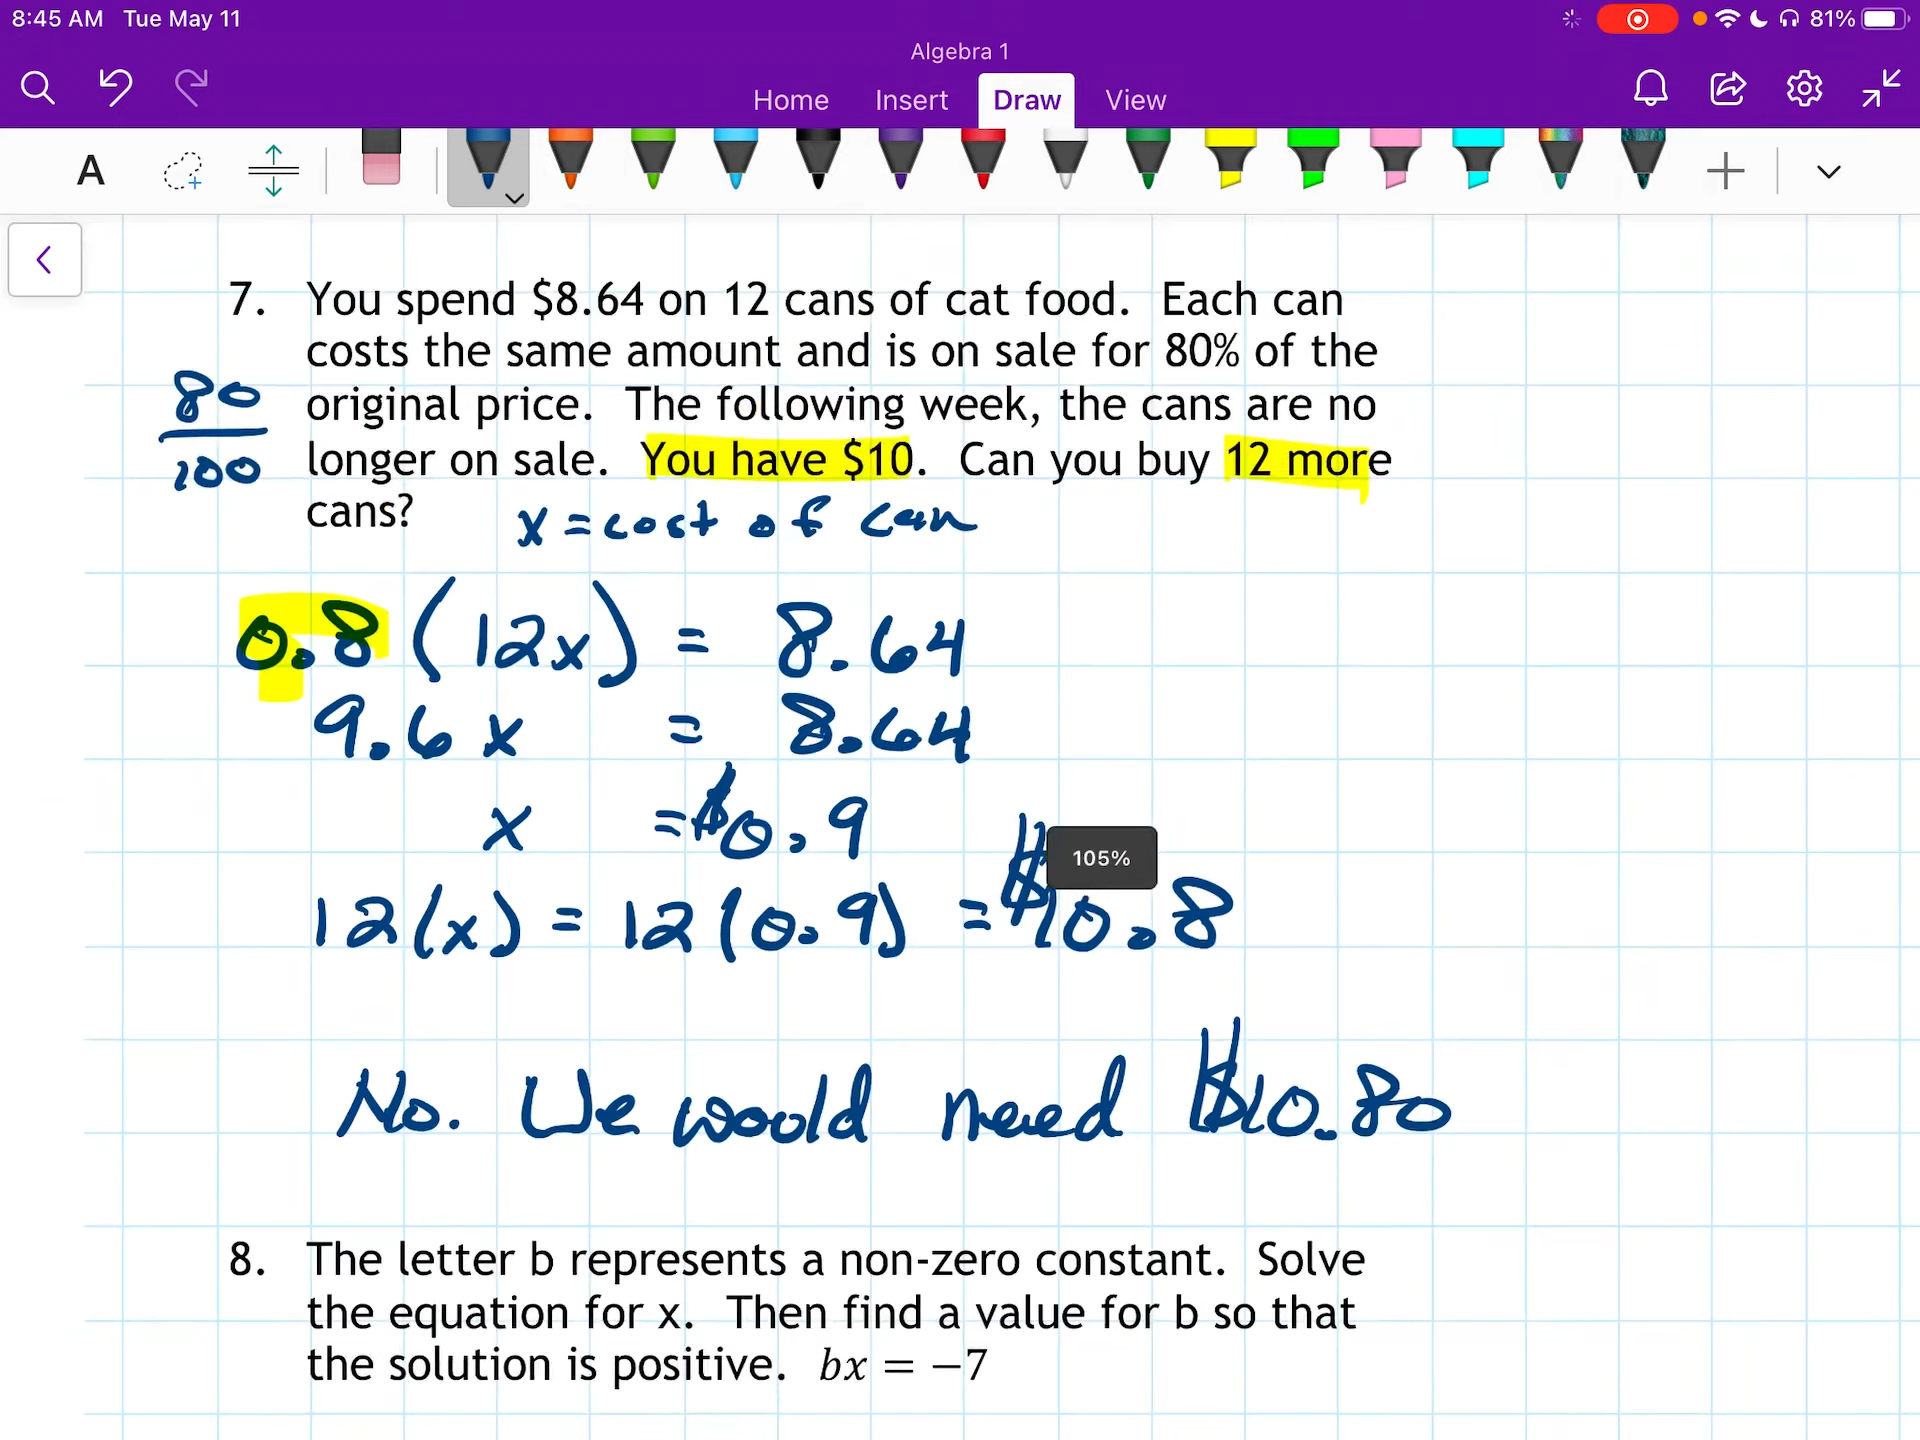 8:45 AM Tue May 11
81%
Algebra 1
Home Insert Draw View
A
7. You spend $8.64 on 12 cans of cat food. Each can
costs the same amount and is on sale for 80% of the
original price. The following week, the cans are no
longer on sale. You have $10. Can you buy 12 more
cans?
80
100
x = cost of can
0.8 (12x) = 8.64
9.6x = 8.64
x = $0.9
105%
12(x) = 12(0.9) = $10.8
No. We would need $10.80
8. The letter b represents a non-zero constant. Solve
the equation for x. Then find a value for b so that
the solution is positive. bx = −7